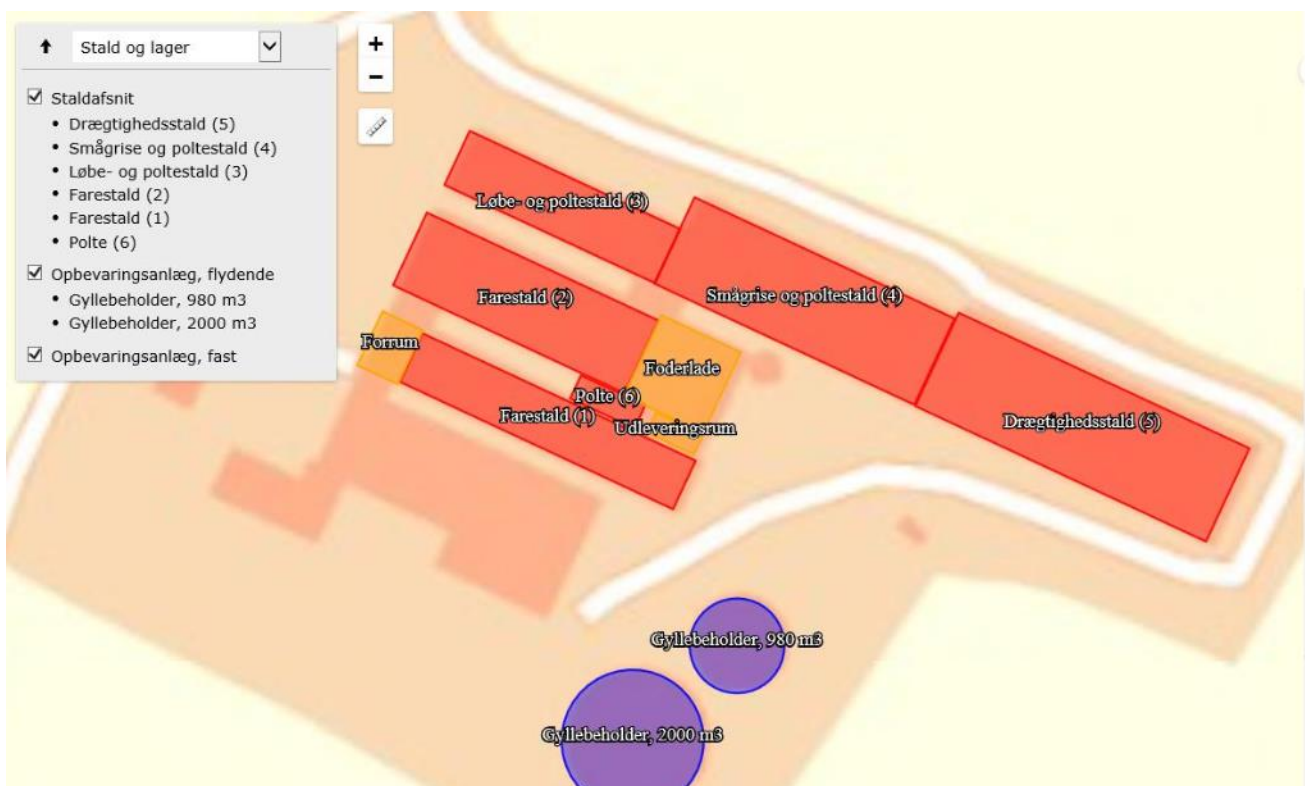 Stald og lager
Staldafsnit
• Drægtighedsstald (5)
• Smågrise og poltestald (4)
• Løbe- og poltestald (3)
• Farestald (2)
• Farestald (1)
• Polte (6)
Opbevaringsanlæg, flydende
• Gyllebeholder, 980 m3
• Gyllebeholder, 2000 m3
Opbevaringsanlæg, fast
+
−
Løbe- og poltestald (3)
Smågrise og poltestald (4)
Farestald (2)
Forrum
Foderlade
Polte (6)
Farestald (1)
Udleveringsrum
Drægtighedsstald (5)
Gyllebeholder, 980 m3
Gyllebeholder, 2000 m3